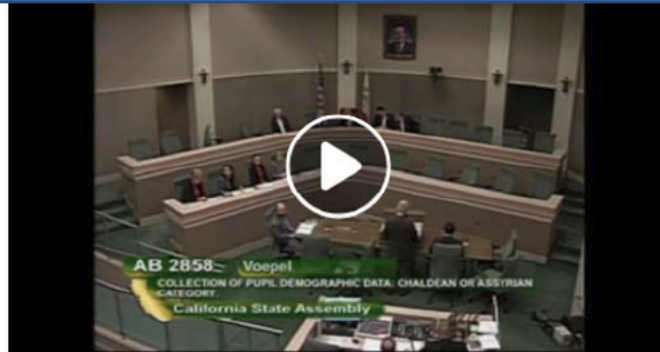 AB 2858 Voepel
COLLECTION OF PUPIL DEMOGRAPHIC DATA: CHALDEAN OR ASSYRIAN
CATEGORY.
California State Assembly